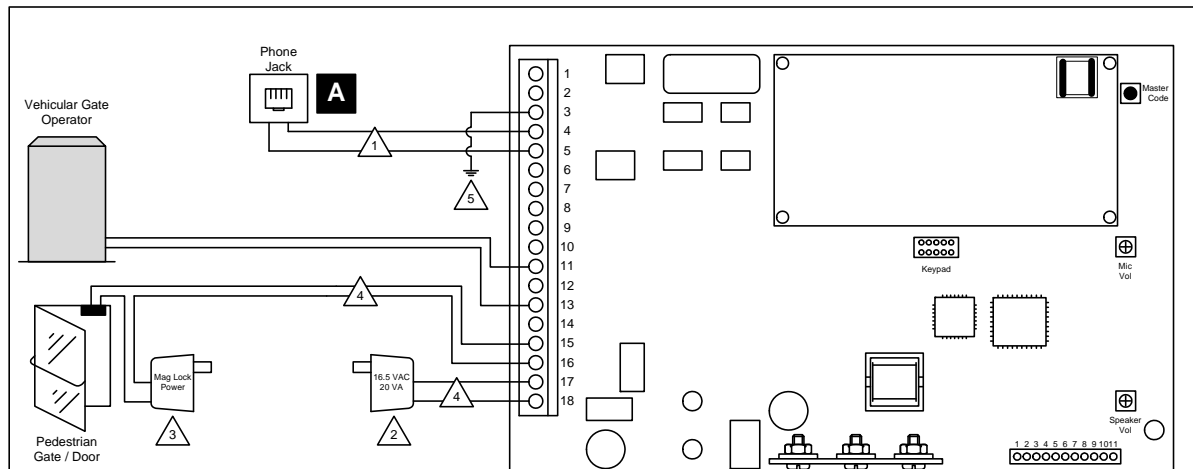 Phone
Jack
A
Vehicular Gate
Operator
1
5
4
Mag Lock
Power
3
16.5 VAC
20 VA
2
4
Pedestrian
Gate / Door
1
2
3
4
5
6
7
8
9
10
11
12
13
14
15
16
17
18
Master
Code
Keypad
Mic
Vol
Speaker
Vol
1 2 3 4 5 6 7 8 9 10 11